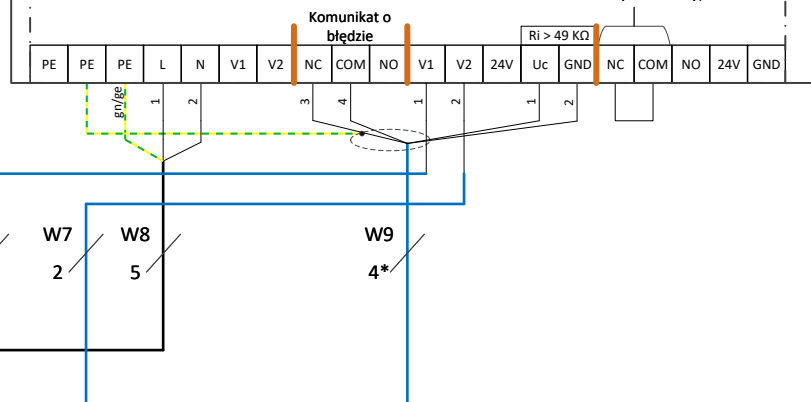 Komunikat o
błędzie
Ri > 49 KΩ
PE PE PE L N V1 V2 NC COM NO V1 V2 24V Uc GND NC COM NO 24V GND
gn/ge 1 2 3 4 1 2 1 2
W7 W8 W9
2 5 4*